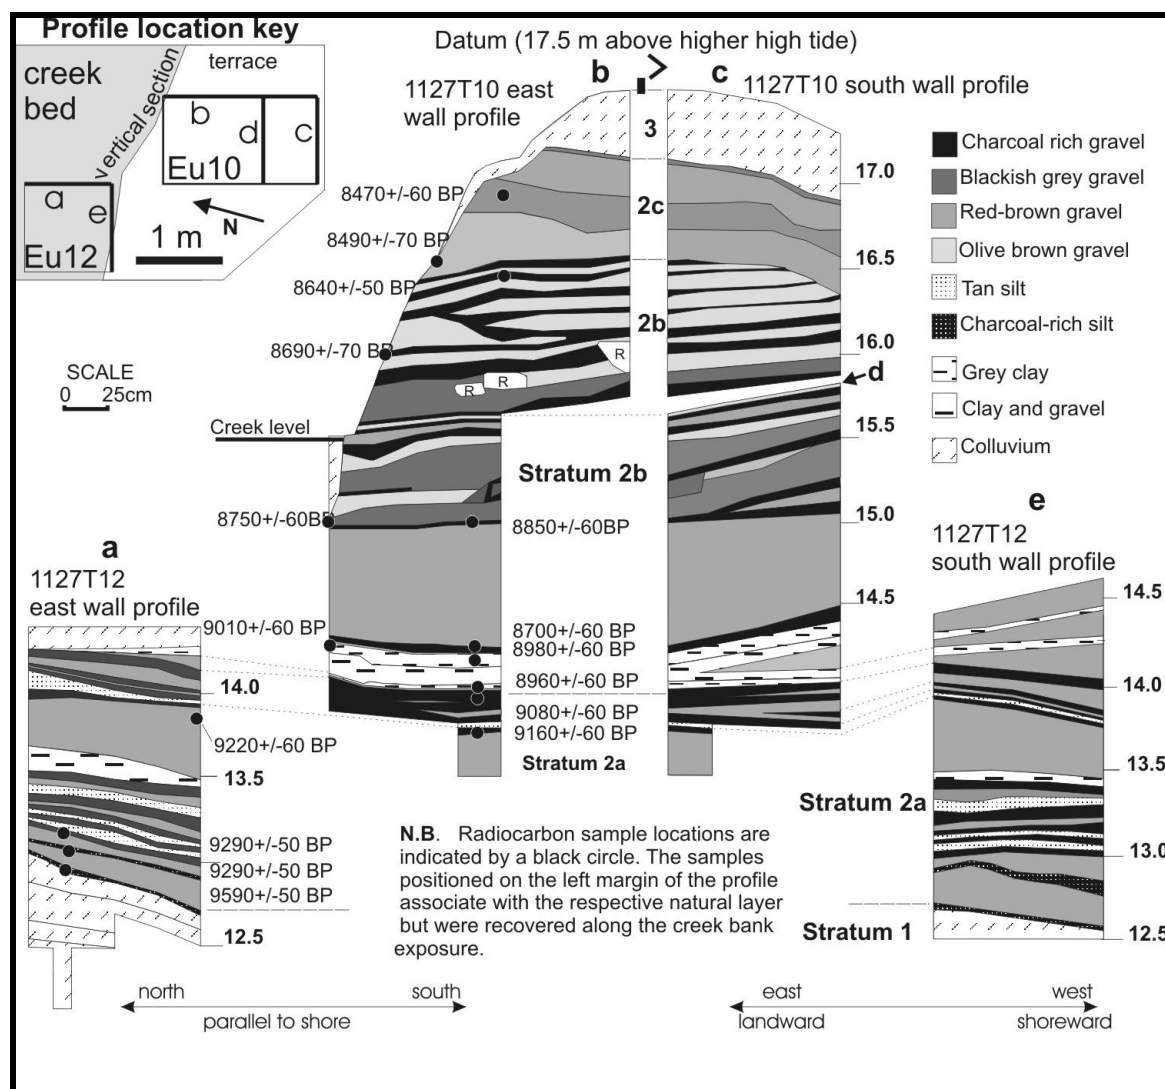 Profile location key
creek
bed
vertical section
terrace
b
d
c
Eu10
a
e
Eu12
N
1 m
Datum (17.5 m above higher high tide)
b
c
1127T10 east
wall profile
1127T10 south wall profile
3
2c
2b
17.0
16.5
16.0
15.5
15.0
14.5
d
8470+/-60 BP
8490+/-70 BP
8640+/-50 BP
8690+/-70 BP
R
R
R
SCALE
0 25cm
Creek level
Charcoal rich gravel
Blackish grey gravel
Red-brown gravel
Olive brown gravel
Tan silt
Charcoal-rich silt
Grey clay
Clay and gravel
Colluvium
Stratum 2b
8750+/-60BP
8850+/-60BP
a
1127T12
east wall profile
9010+/-60 BP
8700+/-60 BP
8980+/-60 BP
8960+/-60 BP
9080+/-60 BP
9160+/-60 BP
Stratum 2a
14.0
9220+/-60 BP
13.5
9290+/-50 BP
9290+/-50 BP
9590+/-50 BP
12.5
e
1127T12
south wall profile
14.5
14.0
13.5
Stratum 2a
13.0
Stratum 1
12.5
N.B. Radiocarbon sample locations are
indicated by a black circle. The samples
positioned on the left margin of the profile
associate with the respective natural layer
but were recovered along the creek bank
exposure.
north south
parallel to shore
east west
landward shoreward